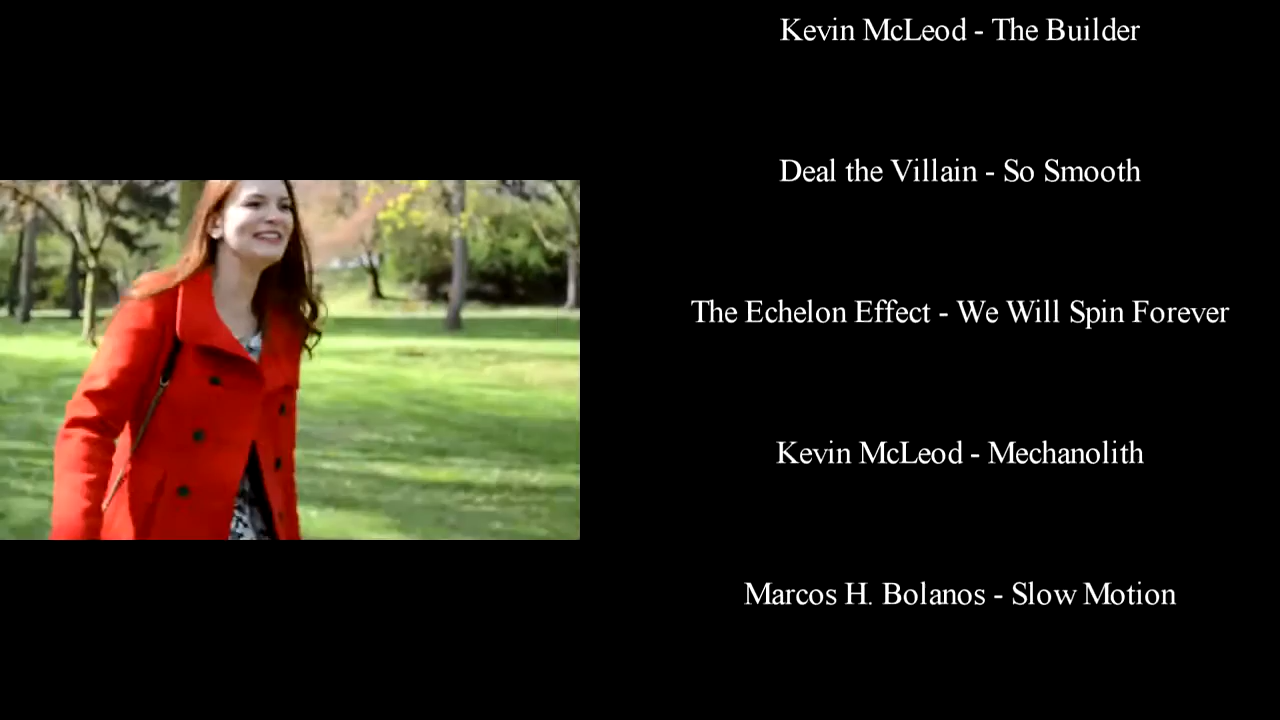 Kevin McLeod - The Builder
Deal the Villain - So Smooth
The Echelon Effect - We Will Spin Forever
Kevin McLeod - Mechanolith
Marcos H. Bolanos - Slow Motion